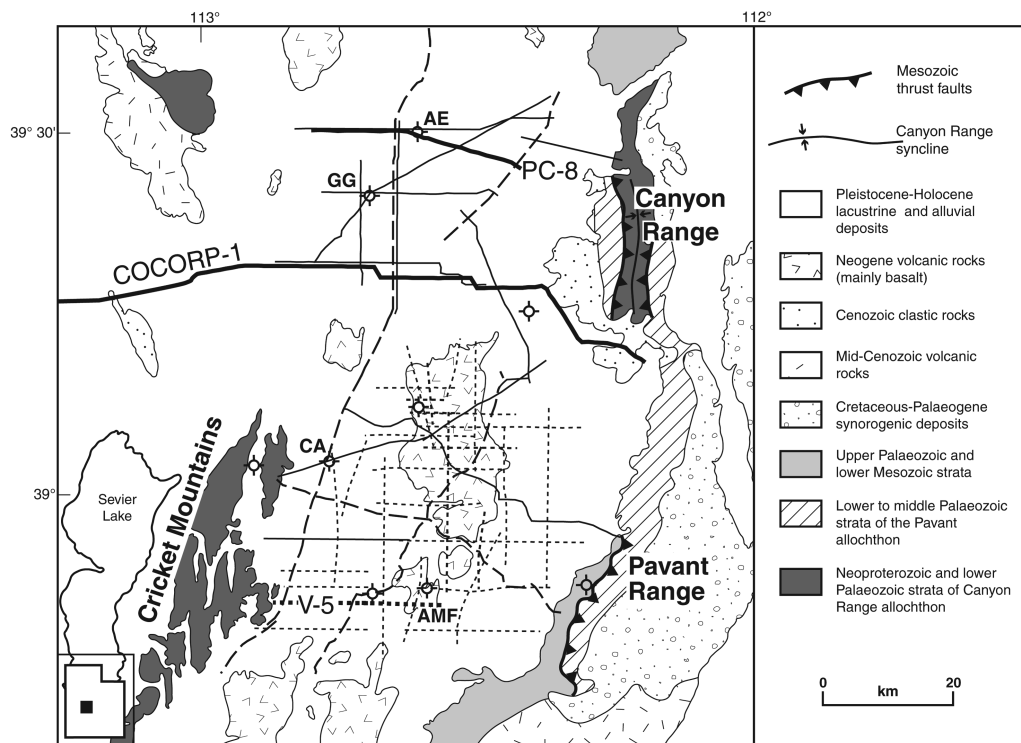 113°
112°
39° 30'
AE
PC-8
GG
Canyon
Range
COCORP-1
CA
39°
Sevier
Lake
Cricket Mountains
Pavant
Range
V-5
AMF
Mesozoic
thrust faults
Canyon Range
syncline
Pleistocene-Holocene
lacustrine and alluvial
deposits
Neogene volcanic rocks
(mainly basalt)
Cenozoic clastic rocks
Mid-Cenozoic volcanic
rocks
Cretaceous-Palaeogene
synorogenic deposits
Upper Palaeozoic and
lower Mesozoic strata
Lower to middle Palaeozoic
strata of the Pavant
allochthon
Neoproterozoic and lower
Palaeozoic strata of Canyon
Range allochthon
0 km 20